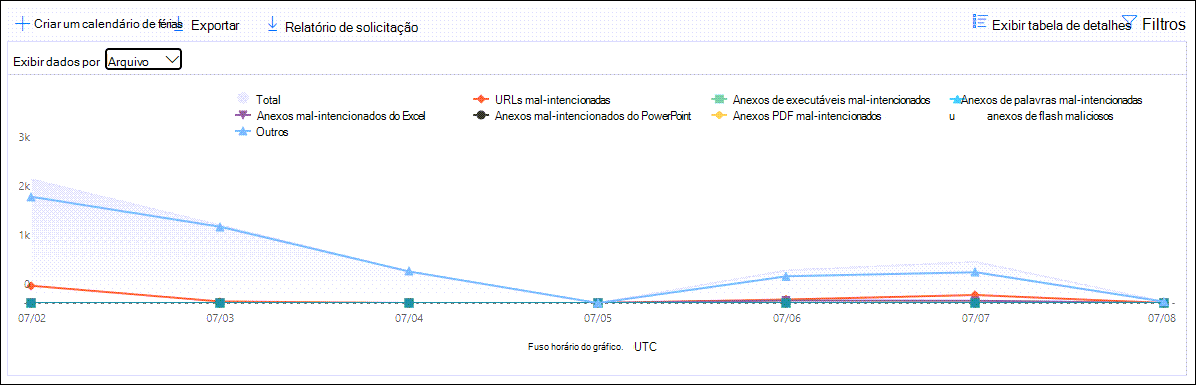 Criar um calendário de férias Exportar Relatório de solicitação Exibir tabela de detalhes Filtros
Exibir dados por Arquivo
Total URLs mal-intencionadas Anexos de executáveis mal-intencionados Anexos de palavras mal-intencionadas
Anexos mal-intencionados do Excel Anexos mal-intencionados do PowerPoint Anexos PDF mal-intencionados u anexos de flash maliciosos
Outros
3k
2k
1k
0
07/02 07/03 07/04 07/05 07/06 07/07 07/08
Fuso horário do gráfico. UTC